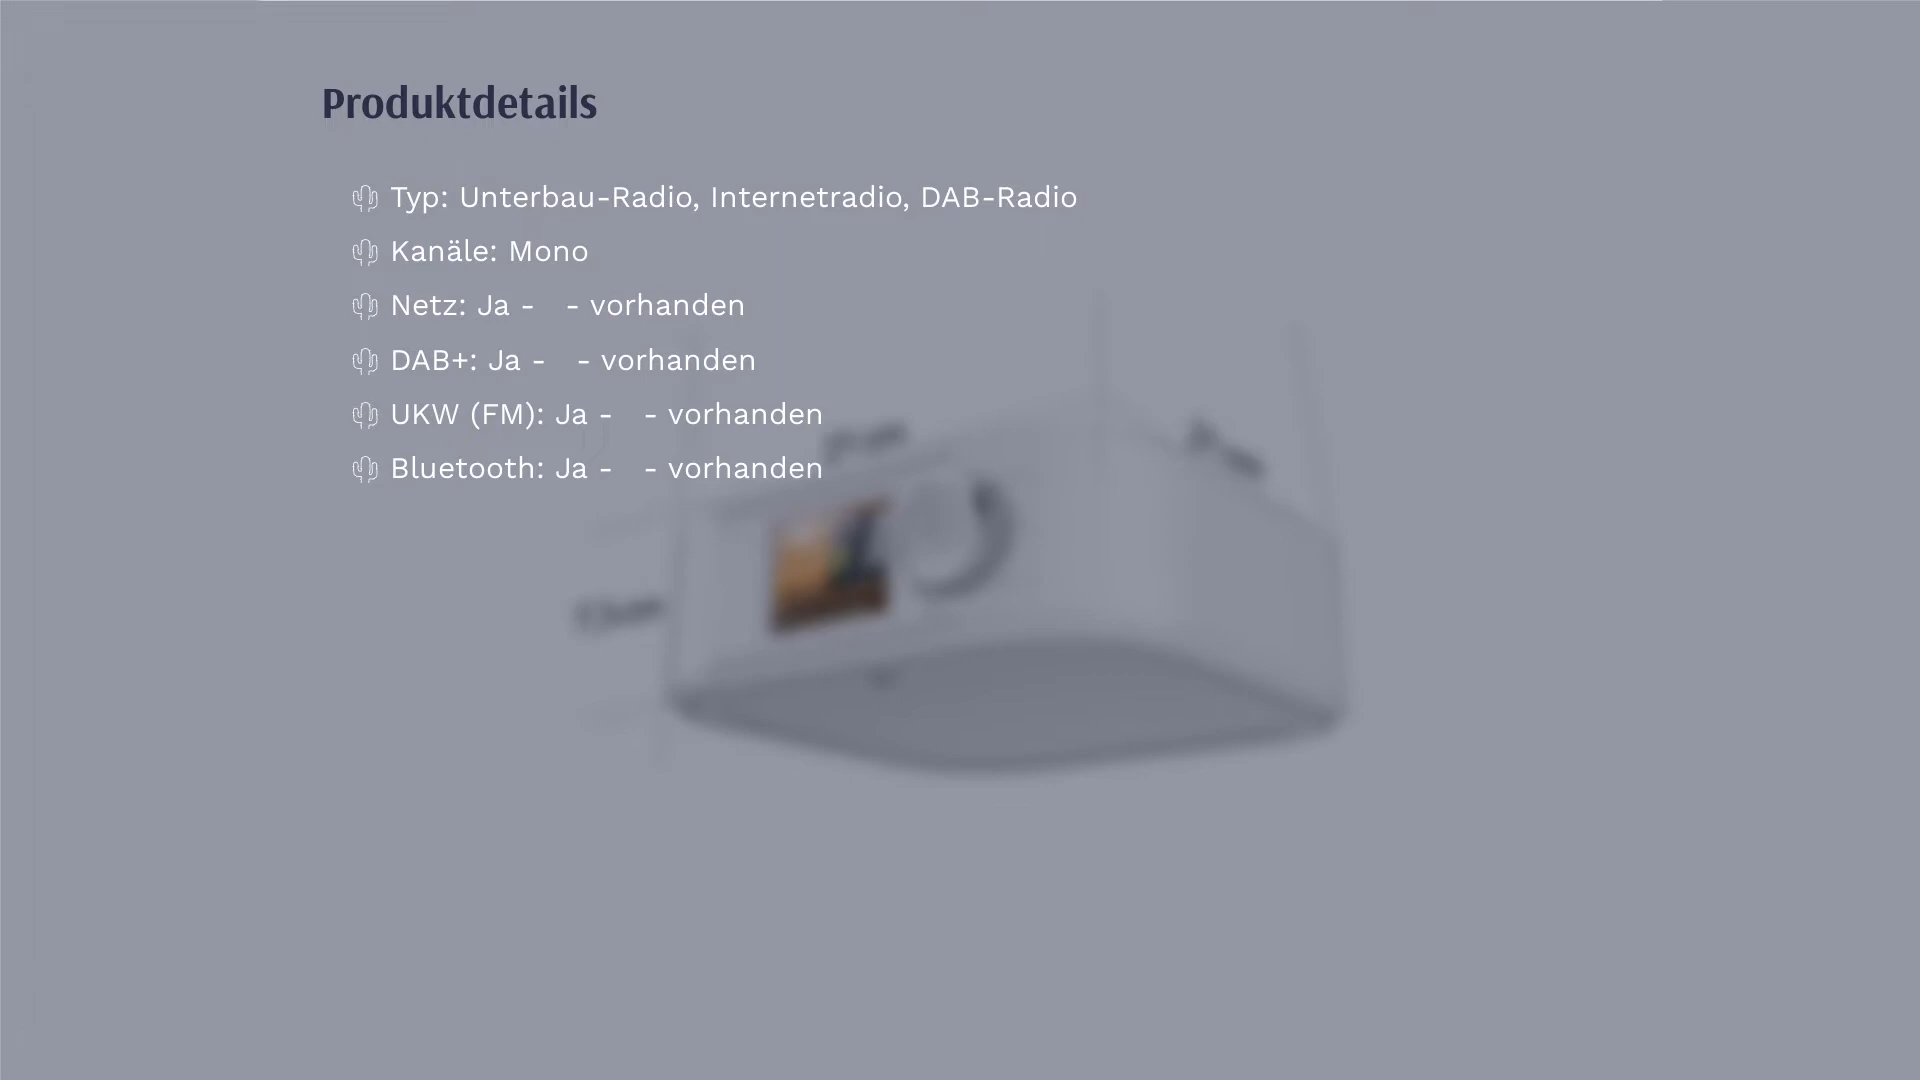 Produktdetails
Typ: Unterbau-Radio, Internetradio, DAB-Radio
Kanäle: Mono
Netz: Ja - - vorhanden
DAB+: Ja - - vorhanden
UKW (FM): Ja - - vorhanden
Bluetooth: Ja - - vorhanden